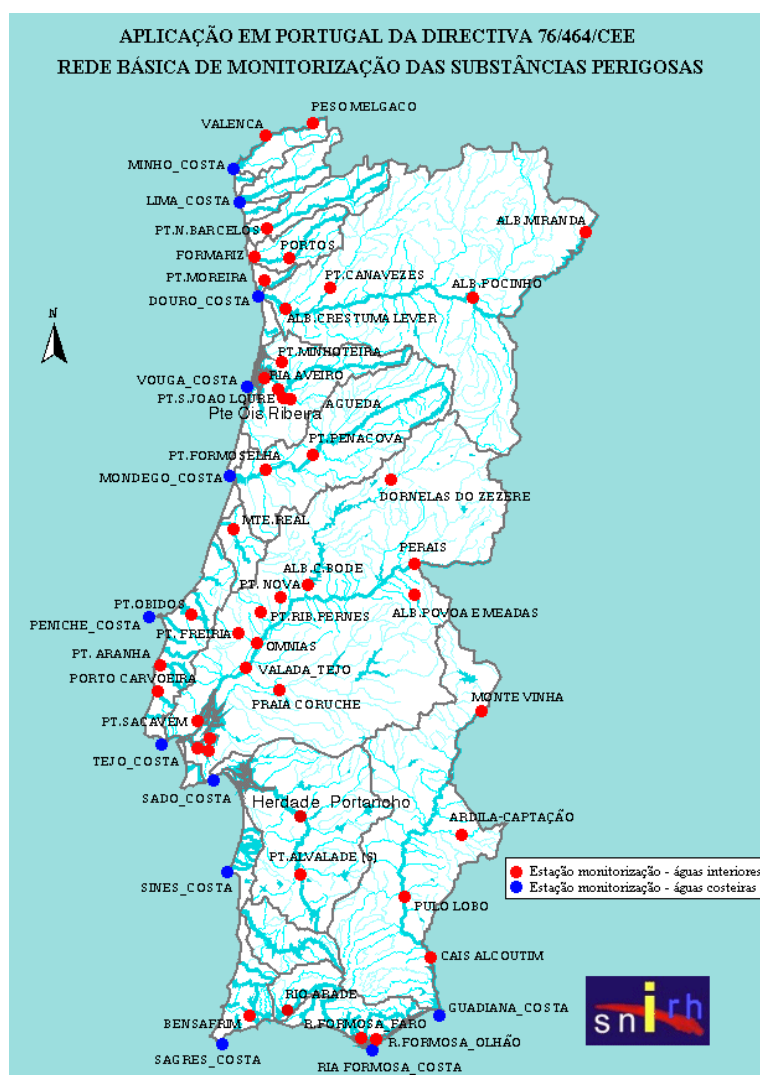 APLICAÇÃO EM PORTUGAL DA DIRECTIVA 76/464/CEE
REDE BÁSICA DE MONITORIZAÇÃO DAS SUBSTÂNCIAS PERIGOSAS
PESO MELGACO
VALENCA
MINHO_COSTA
LIMA_COSTA
ALB.MIRANDA
PT.N.BARCELOS
FORMARIZ
PORTOS
PT.MOREIRA
PT.CANAVEZES
ALB.POCINHO
DOURO_COSTA
ALB.CRESTUMA LEVER
N
PT.MINHOTEIRA
RIA AVEIRO
VOUGA_COSTA
PT.S.JOAO LOURE
AGUEDA
Pte Ois Ribeira
PT.PENACOVA
PT.FORMOSELHA
MONDEGO_COSTA
DORNELAS DO ZEZERE
MTE.REAL
PERAIS
ALB.C.BODE
PT. NOVA
PT.OBIDOS
PT.RIB.PERNES
ALB.POVOA E MEADAS
PENICHE_COSTA
PT. FREIRIA
OMNIAS
PT. ARANHA
VALADA_TEJO
PORTO CARVOEIRA
PRAIA CORUCHE
MONTE VINHA
PT.SACAVEM
TEJO_COSTA
SADO_COSTA
Herdade Portancho
ARDILA-CAPTAÇÃO
PT.ALVALADE (S)
Estação monitorização - águas interiores
SINES_COSTA
Estação monitorização - águas costeiras
PULO LOBO
CAIS ALCOUTIM
RIO ARADE
GUADIANA_COSTA
BENSAFRIM
R.FORMOSA_FARO
R.FORMOSA_OLHÃO
SAGRES_COSTA
RIA FORMOSA_COSTA
snirh